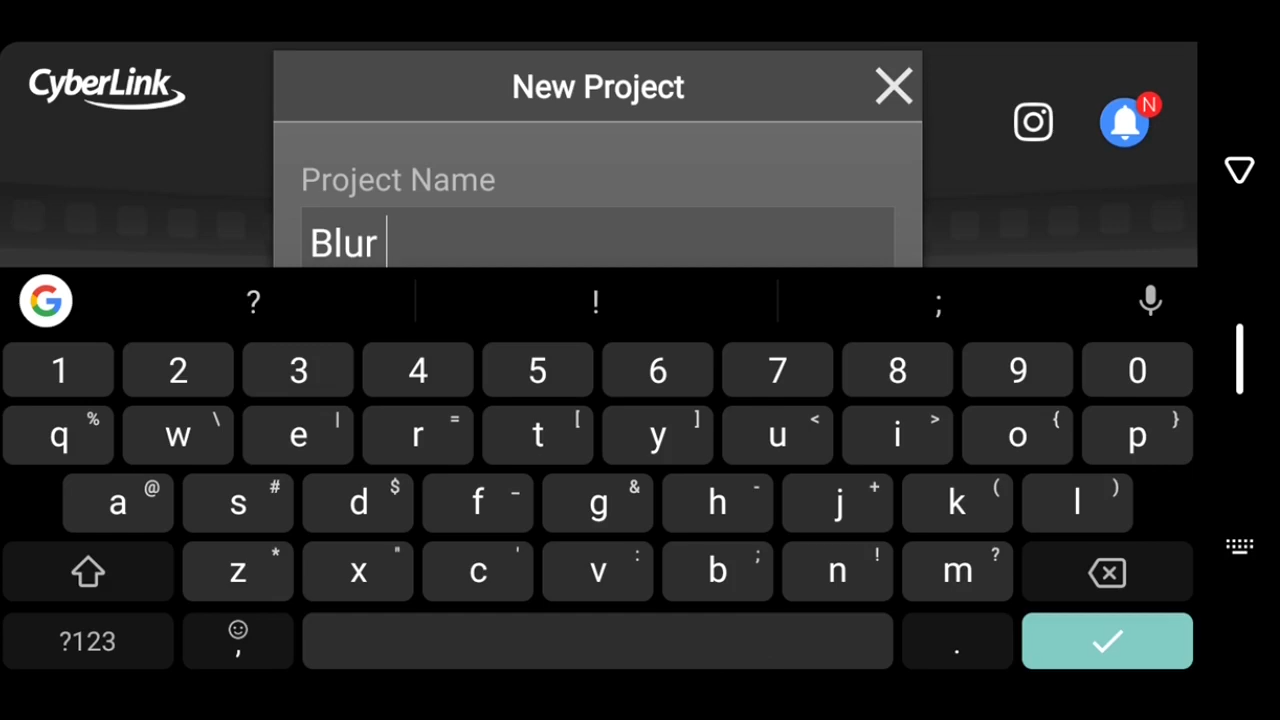 CyberLink
New Project
N
Project Name
Blur
? ! ;
1 2 3 4 5 6 7 8 9 0
q % w \ e | r = t [ y ] u < i > o { p }
a @ s # d $ f _ g & h - j + k ( l )
z * x " c ' v : b ; n ! m ?
?123 , .